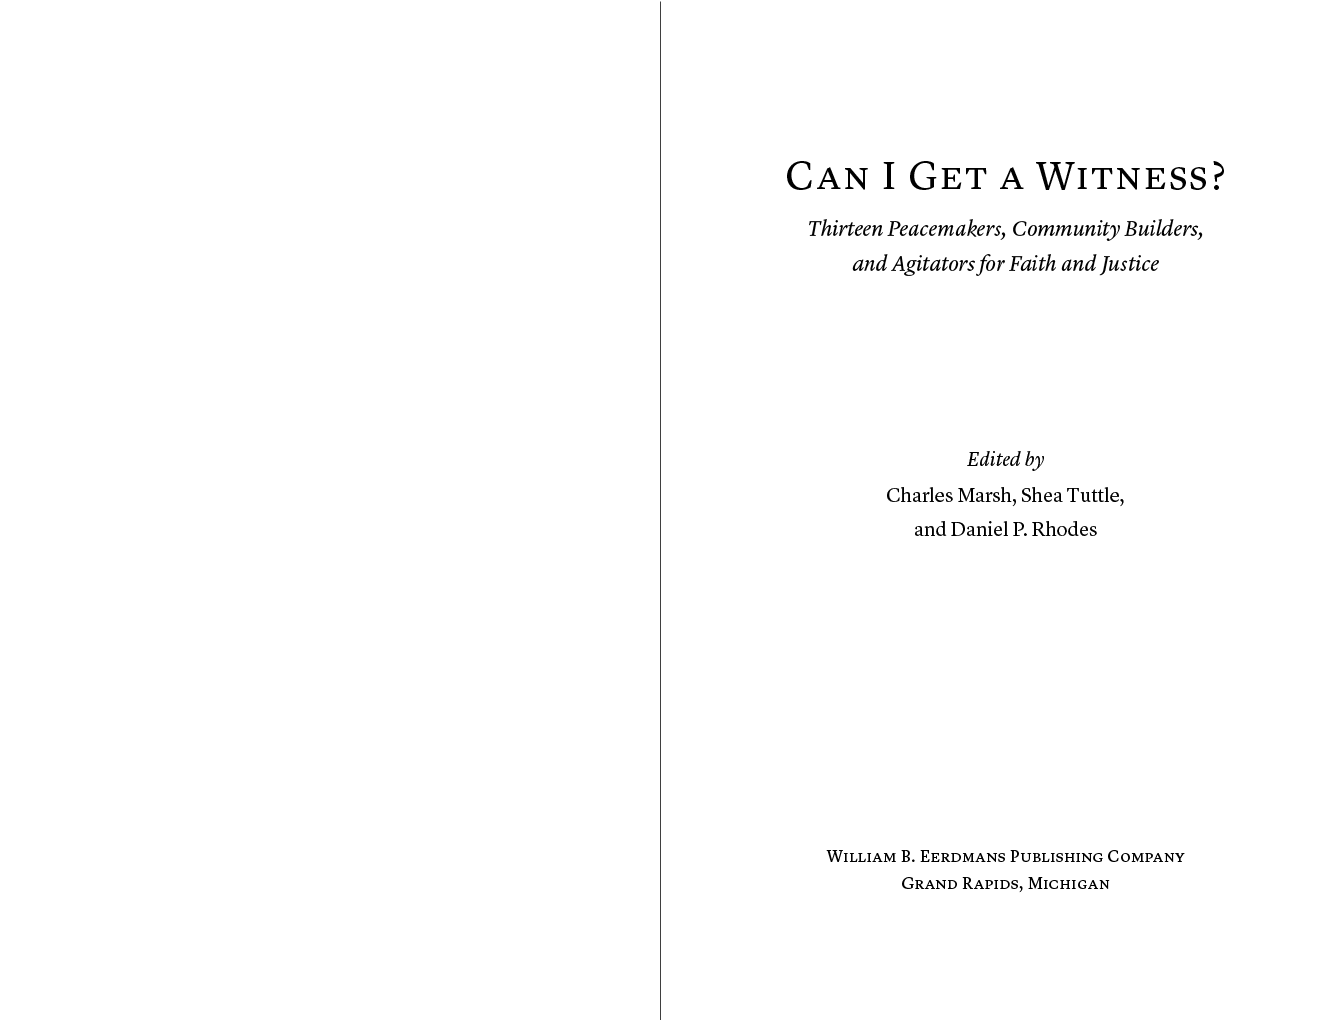 Can I Get a Witness?
Thirteen Peacemakers, Community Builders,
and Agitators for Faith and Justice
Edited by
Charles Marsh, Shea Tuttle,
and Daniel P. Rhodes
William B. Eerdmans Publishing Company
Grand Rapids, Michigan